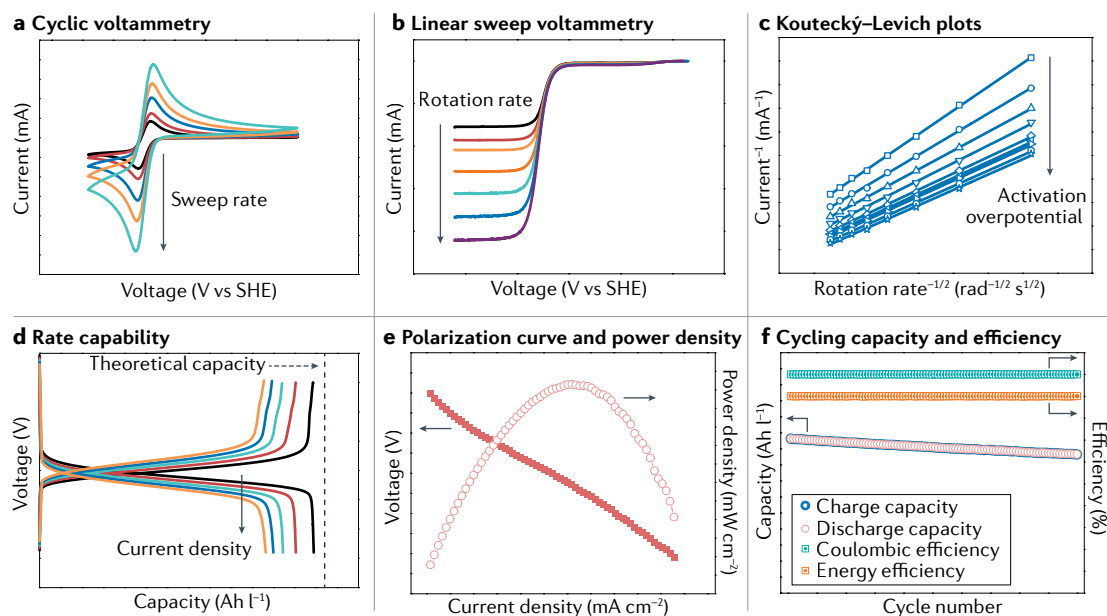 a Cyclic voltammetry
Current (mA)
Sweep rate
Voltage (V vs SHE)
b Linear sweep voltammetry
Current (mA)
Rotation rate
Voltage (V vs SHE)
c Koutecký–Levich plots
Current⁻¹ (mA⁻¹)
Activation
overpotential
Rotation rate⁻¹/² (rad⁻¹/² s¹/²)
d Rate capability
Voltage (V)
Theoretical capacity
Current density
Capacity (Ah l⁻¹)
e Polarization curve and power density
Voltage (V)
Power density (mW cm⁻²)
Current density (mA cm⁻²)
f Cycling capacity and efficiency
Capacity (Ah l⁻¹)
Efficiency (%)
Charge capacity
Discharge capacity
Coulombic efficiency
Energy efficiency
Cycle number